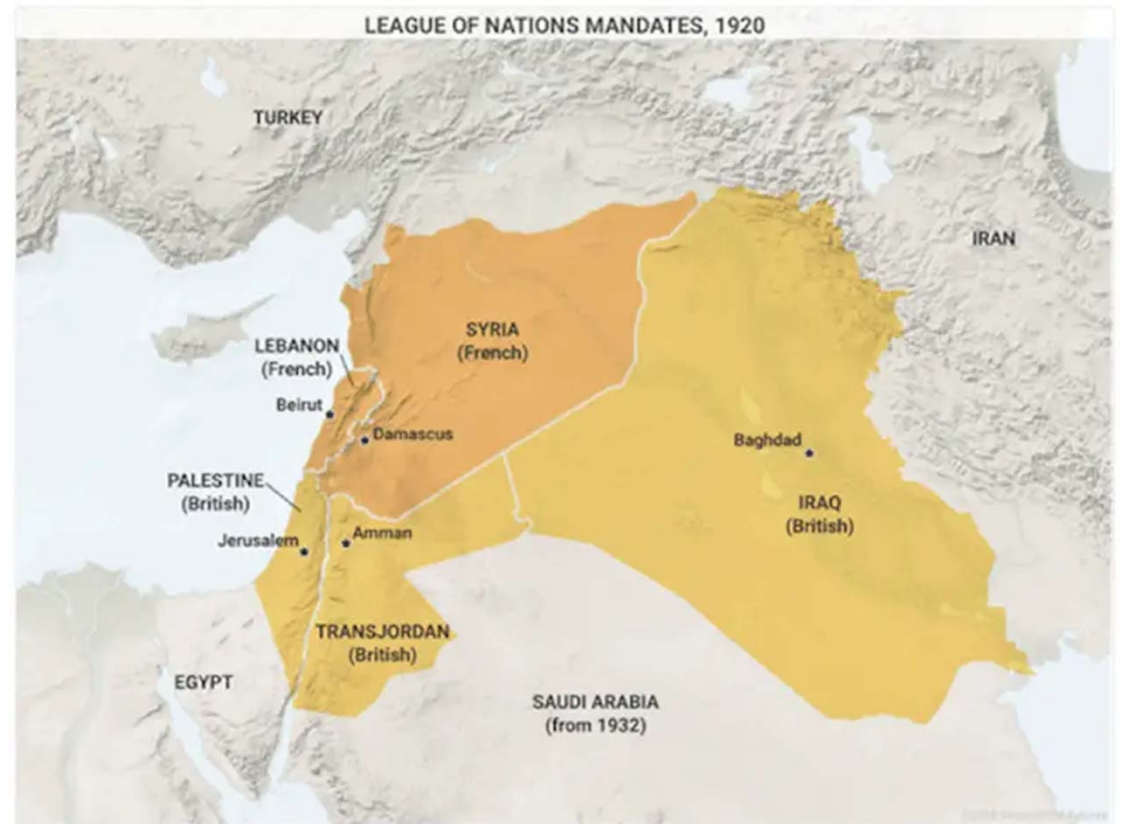 LEAGUE OF NATIONS MANDATES, 1920
TURKEY
IRAN
SYRIA
(French)
LEBANON
(French)
Beirut
Damascus
Baghdad
PALESTINE
(British)
IRAQ
(British)
Jerusalem
Amman
TRANSJORDAN
(British)
EGYPT
SAUDI ARABIA
(from 1932)